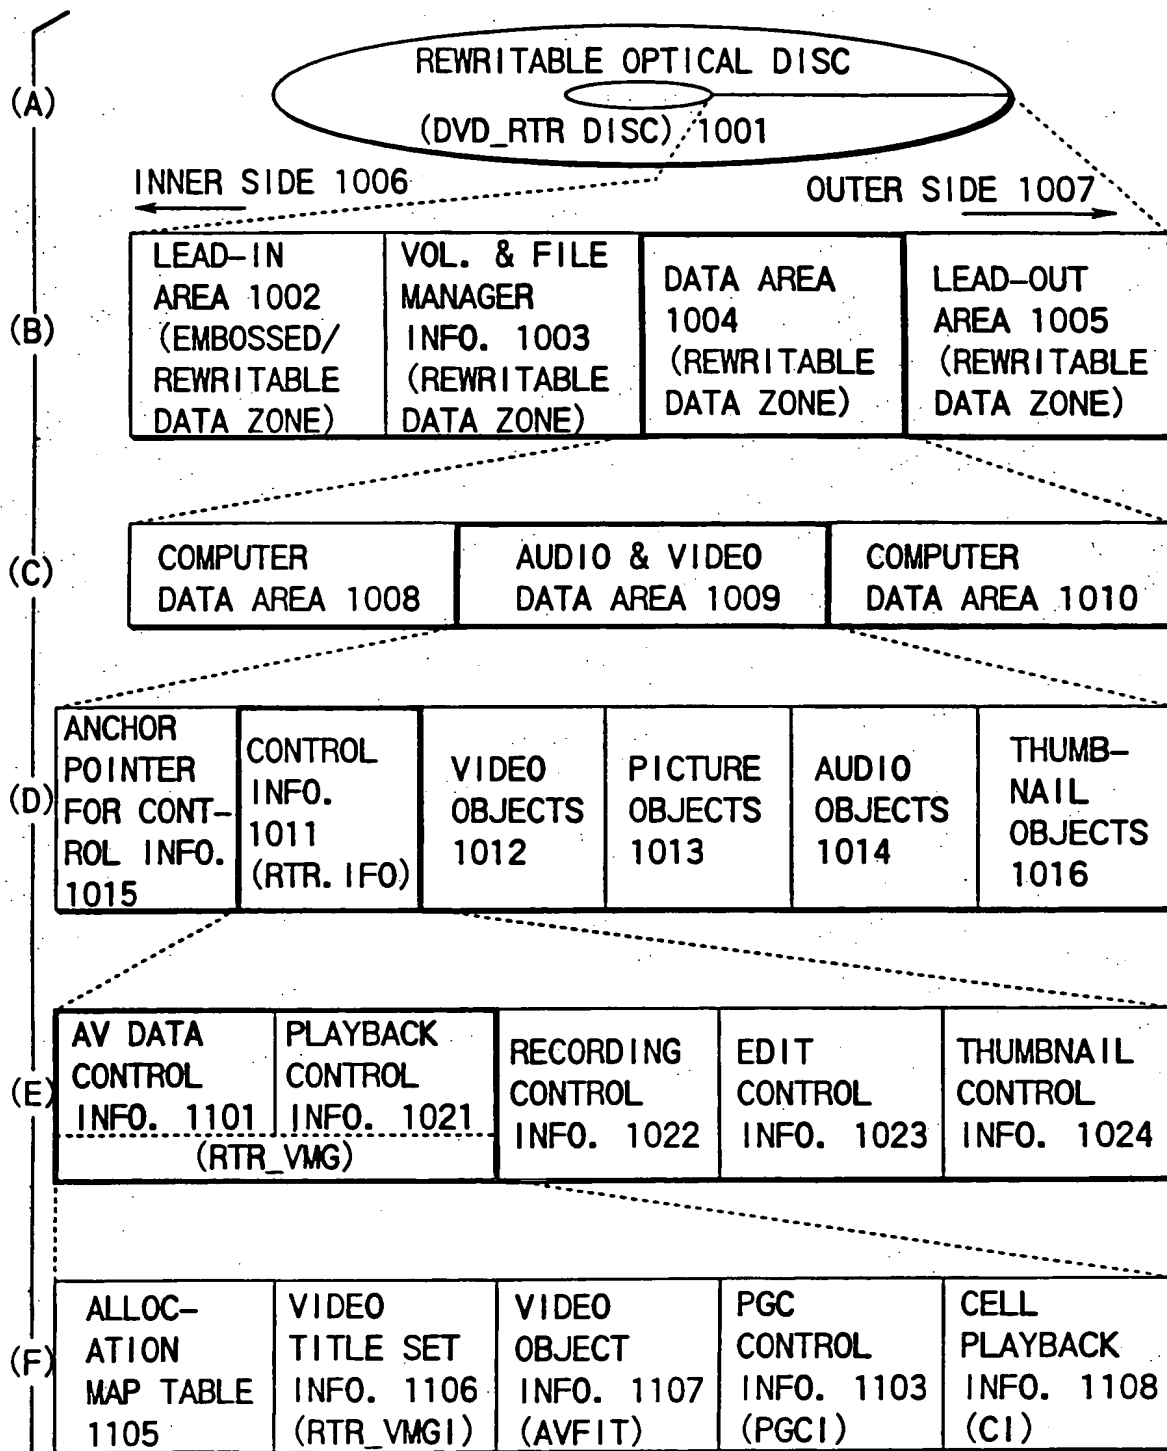 (A)
REWRITABLE OPTICAL DISC
(DVD_RTR DISC) 1001
INNER SIDE 1006
OUTER SIDE 1007
(B)
LEAD-IN
AREA 1002
(EMBOSSED/
REWRITABLE
DATA ZONE)
VOL. & FILE
MANAGER
INFO. 1003
(REWRITABLE
DATA ZONE)
DATA AREA
1004
(REWRITABLE
DATA ZONE)
LEAD-OUT
AREA 1005
(REWRITABLE
DATA ZONE)
(C)
COMPUTER
DATA AREA 1008
AUDIO & VIDEO
DATA AREA 1009
COMPUTER
DATA AREA 1010
(D)
ANCHOR
POINTER
FOR CONT-
ROL INFO.
1015
CONTROL
INFO.
1011
(RTR.IFO)
VIDEO
OBJECTS
1012
PICTURE
OBJECTS
1013
AUDIO
OBJECTS
1014
THUMB-
NAIL
OBJECTS
1016
(E)
AV DATA
CONTROL
INFO. 1101
PLAYBACK
CONTROL
INFO. 1021
(RTR_VMG)
RECORDING
CONTROL
INFO. 1022
EDIT
CONTROL
INFO. 1023
THUMBNAIL
CONTROL
INFO. 1024
(F)
ALLOC-
ATION
MAP TABLE
1105
VIDEO
TITLE SET
INFO. 1106
(RTR_VMGI)
VIDEO
OBJECT
INFO. 1107
(AVFIT)
PGC
CONTROL
INFO. 1103
(PGCI)
CELL
PLAYBACK
INFO. 1108
(CI)